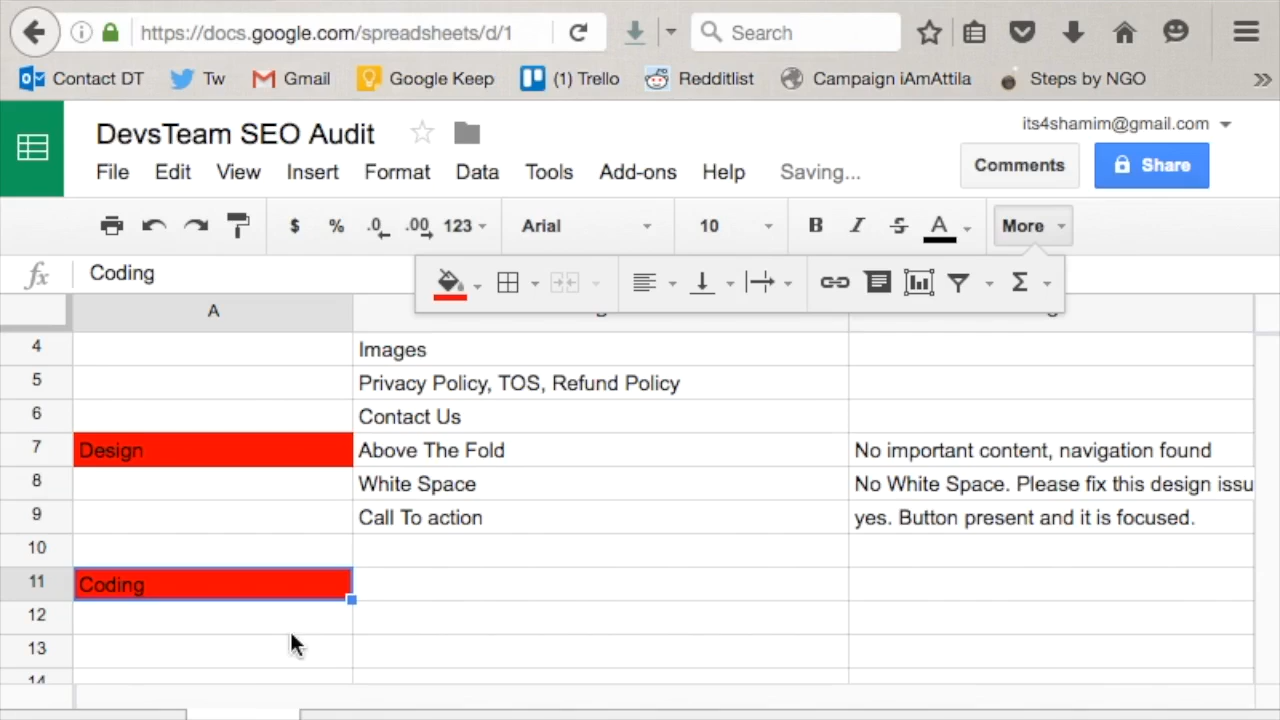 https://docs.google.com/spreadsheets/d/1 Search
Contact DT Tw Gmail Google Keep (1) Trello Redditlist Campaign iAmAttila Steps by NGO
DevsTeam SEO Audit its4shamim@gmail.com
File Edit View Insert Format Data Tools Add-ons Help Saving... Comments Share
$ % .0 .00 123 Arial 10 B I S A More
fx Coding Σ
A
4 Images
5 Privacy Policy, TOS, Refund Policy
6 Contact Us
7 Design Above The Fold No important content, navigation found
8 White Space No White Space. Please fix this design issu
9 Call To action yes. Button present and it is focused.
10
11 Coding
12
13
14